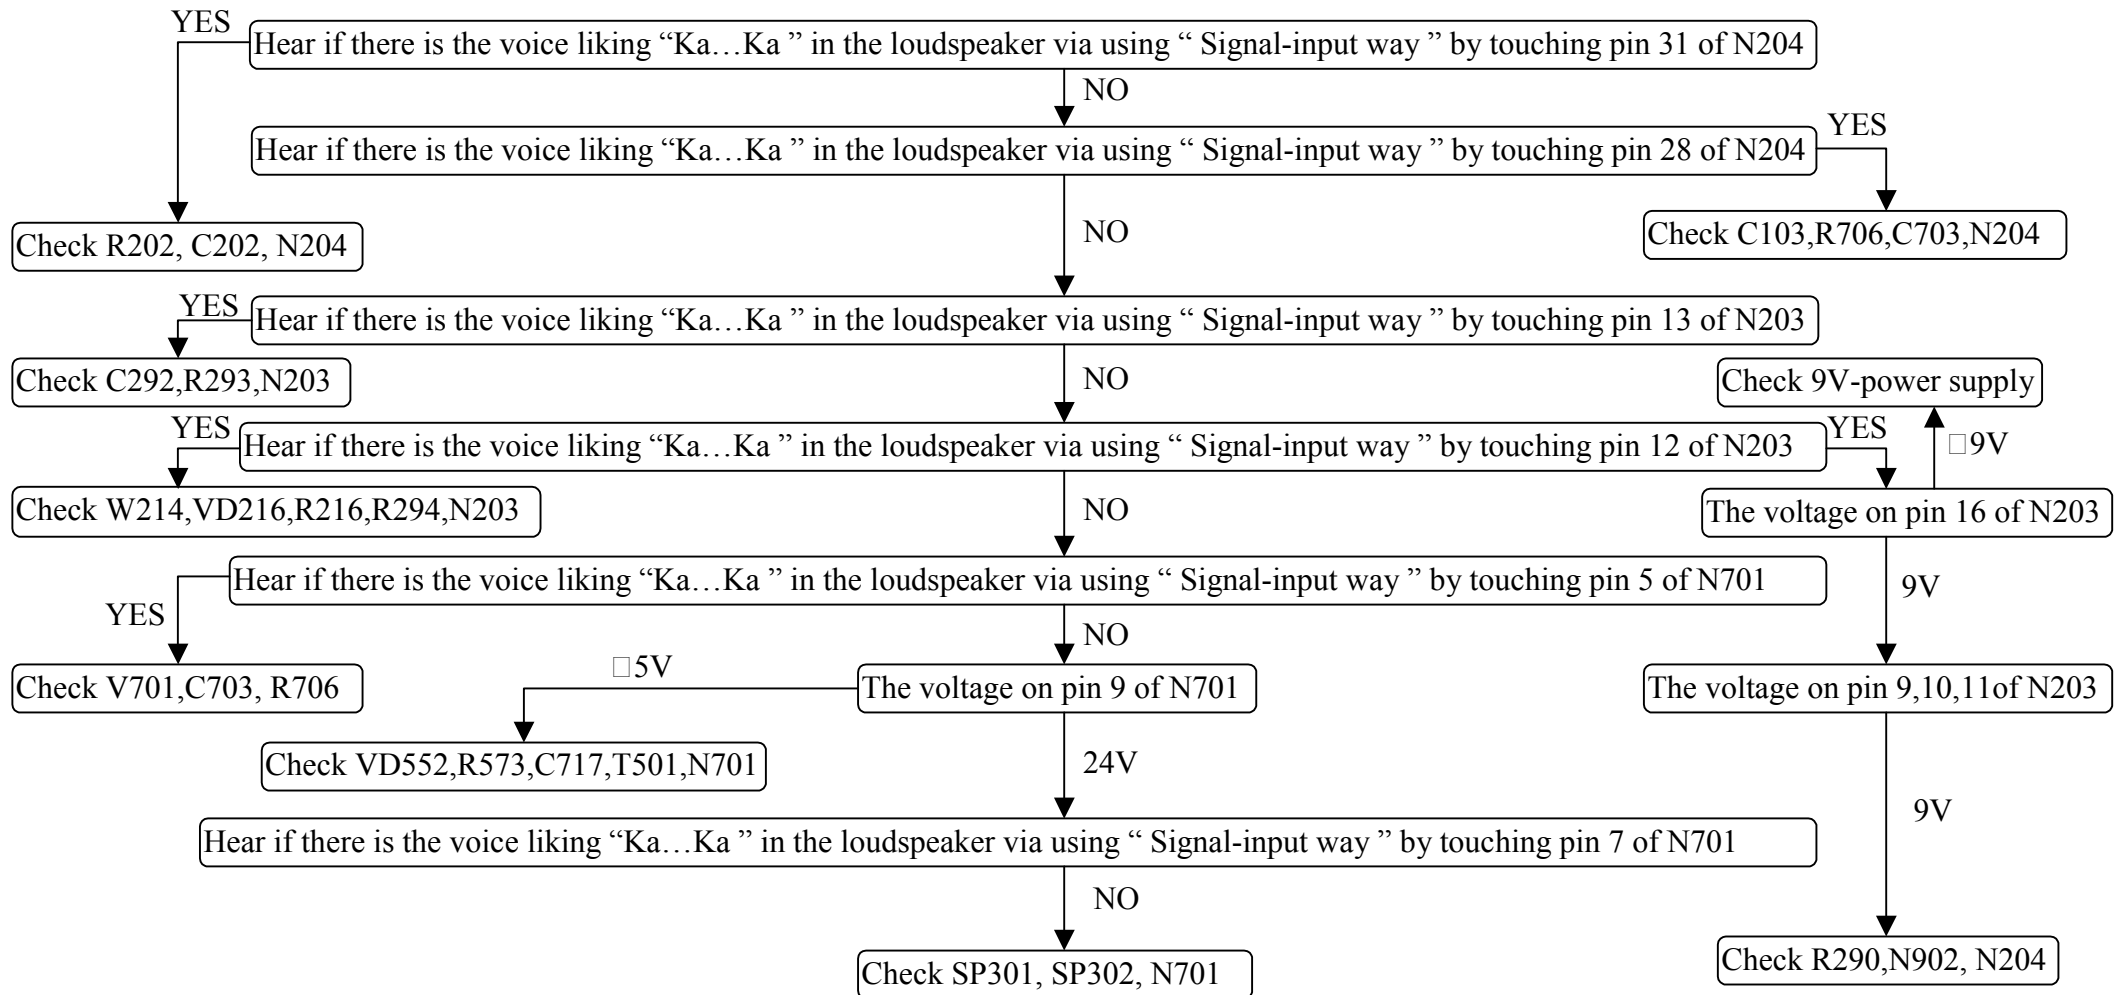 YES
Hear if there is the voice liking “Ka…Ka ” in the loudspeaker via using “ Signal-input way ” by touching pin 31 of N204
NO
YES
Hear if there is the voice liking “Ka…Ka ” in the loudspeaker via using “ Signal-input way ” by touching pin 28 of N204
NO
Check R202, C202, N204
Check C103,R706,C703,N204
YES
Hear if there is the voice liking “Ka…Ka ” in the loudspeaker via using “ Signal-input way ” by touching pin 13 of N203
Check C292,R293,N203
NO
Check 9V-power supply
YES
Hear if there is the voice liking “Ka…Ka ” in the loudspeaker via using “ Signal-input way ” by touching pin 12 of N203
YES
□9V
Check W214,VD216,R216,R294,N203
NO
The voltage on pin 16 of N203
Hear if there is the voice liking “Ka…Ka ” in the loudspeaker via using “ Signal-input way ” by touching pin 5 of N701
9V
YES
NO
□5V
Check V701,C703, R706
The voltage on pin 9 of N701
The voltage on pin 9,10,11of N203
Check VD552,R573,C717,T501,N701
24V
9V
Hear if there is the voice liking “Ka…Ka ” in the loudspeaker via using “ Signal-input way ” by touching pin 7 of N701
NO
Check SP301, SP302, N701
Check R290,N902, N204